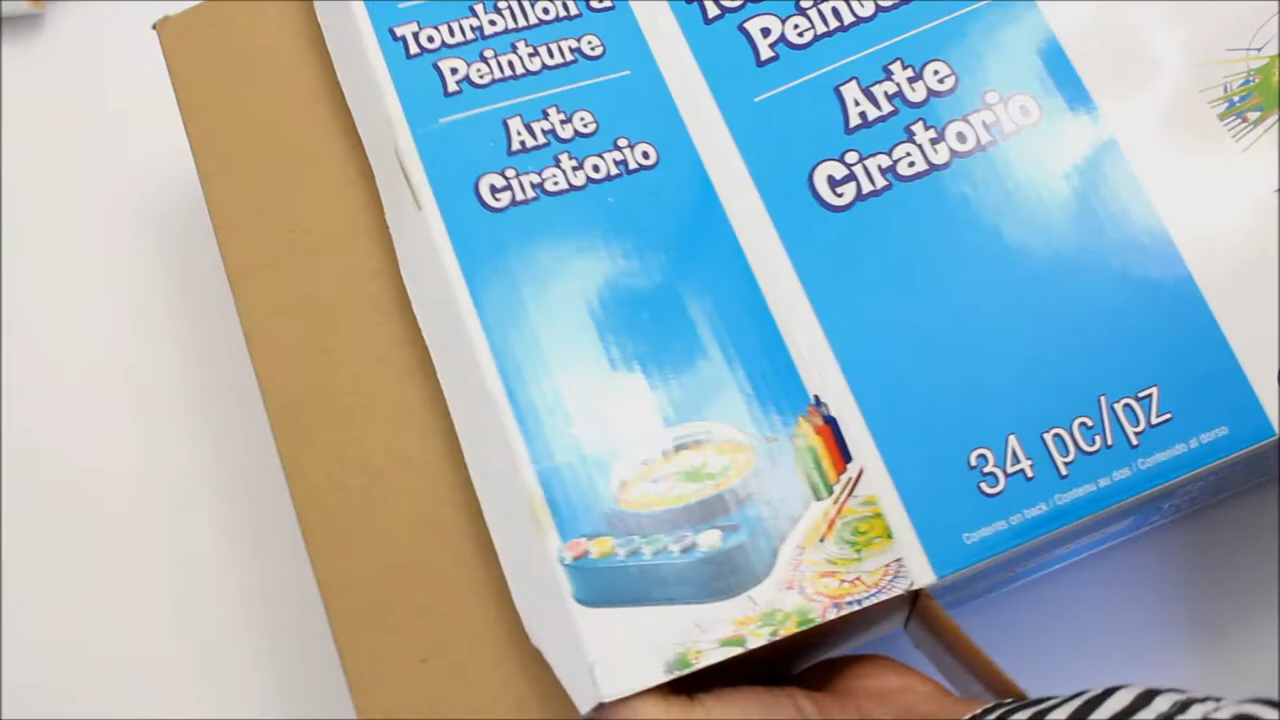 Tourbillon à
Peinture
Arte
Giratorio
Peinture
Arte
Giratorio
34 pc/pz
Contents on back / Contenu au dos / Contenido al dorso